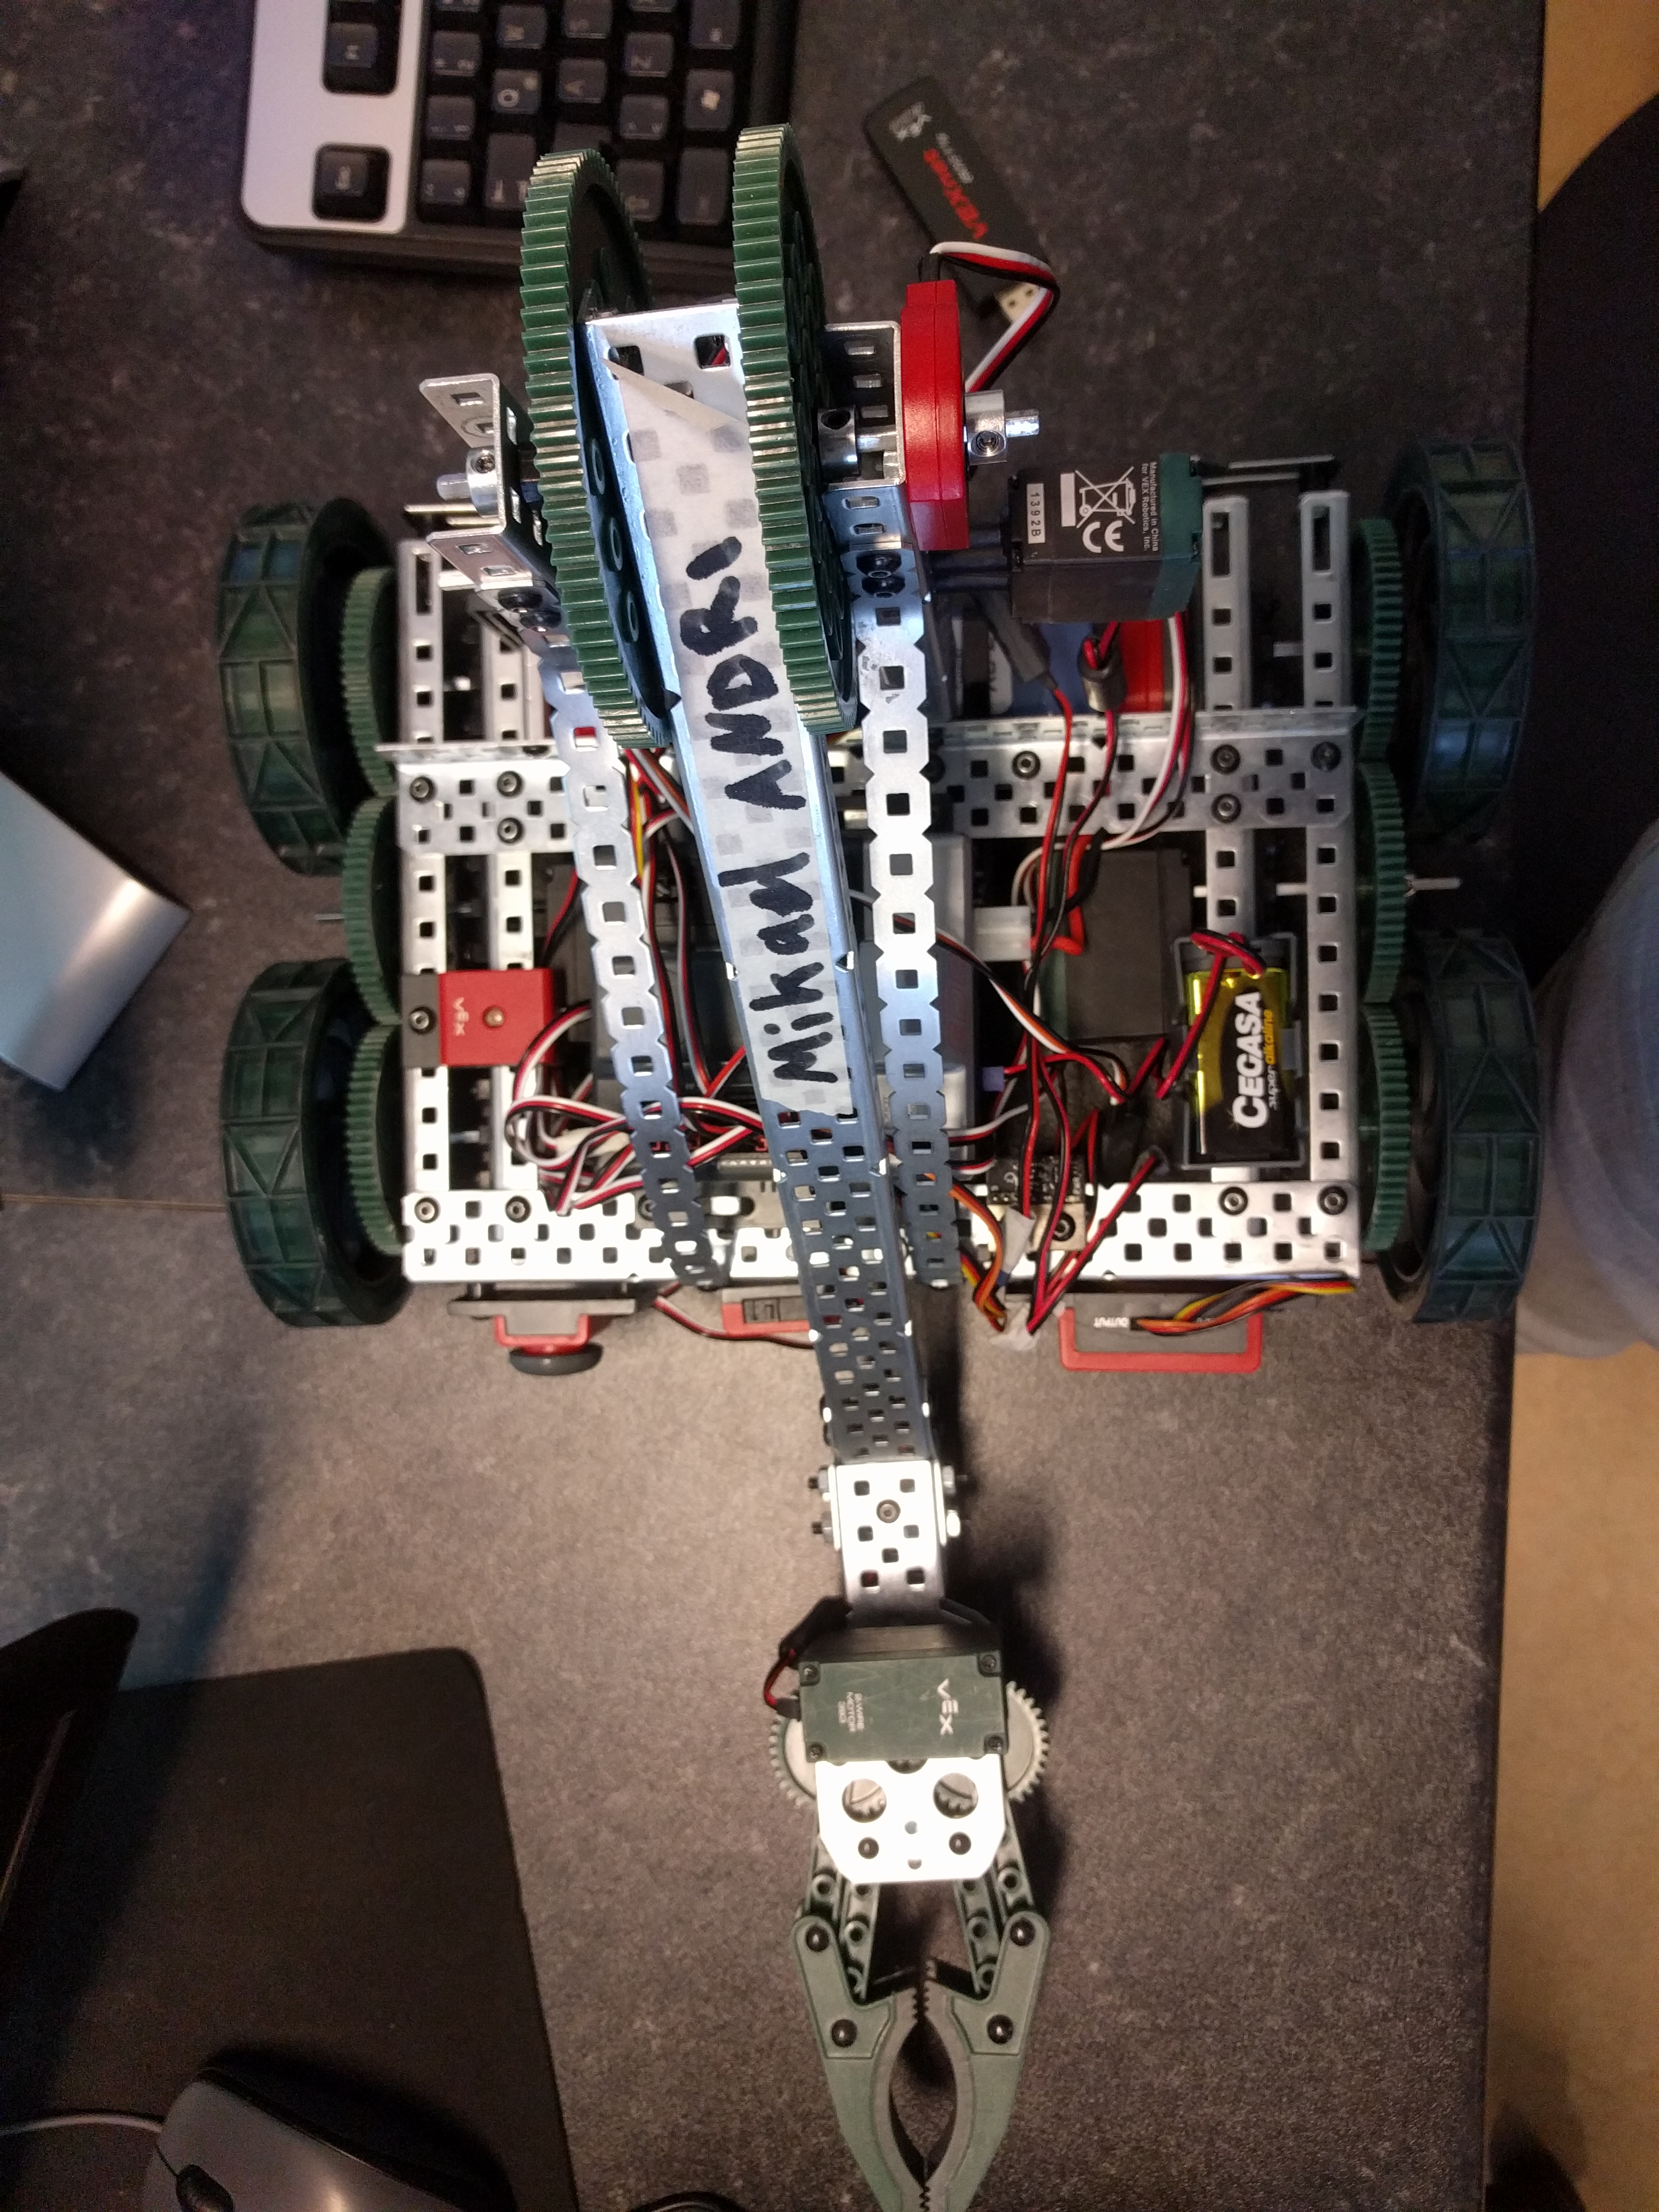 Mikael ANDRI
VEXnet
1392B
Manufactured in China
for VEX Robotics, Inc.
CE
VEX
CEGASA
super alkaline
OUTPUT
VEX
2-WIRE
MOTOR
393